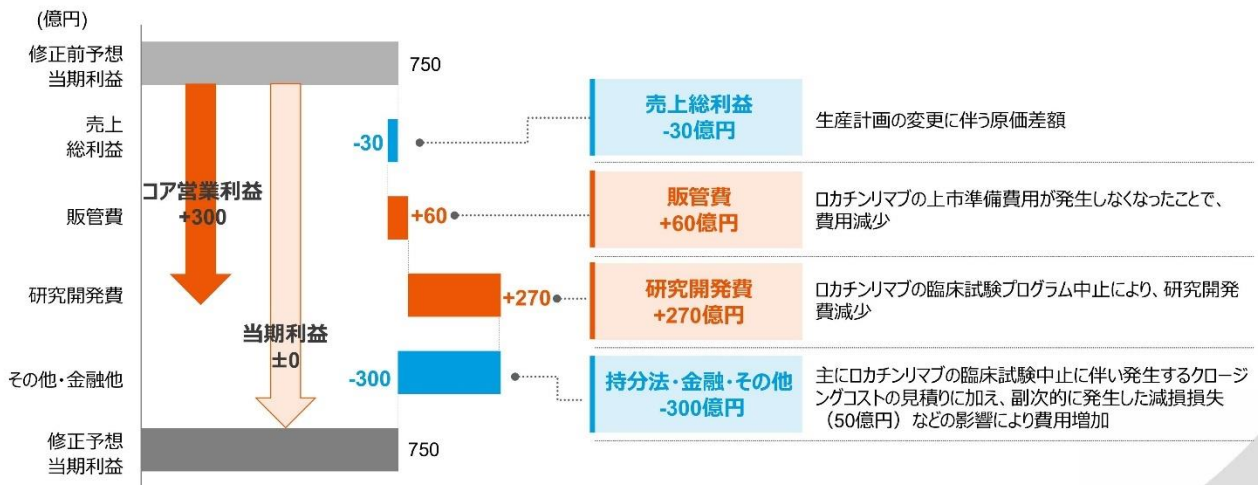 (億円)
修正前予想
当期利益
750
売上
総利益
-30
コア営業利益
+300
販管費
+60
研究開発費
+270
当期利益
±0
その他・金融他
-300
修正予想
当期利益
750
売上総利益
-30億円
生産計画の変更に伴う原価差額
販管費
+60億円
ロカチンリマブの上市準備費用が発生しなくなったことで、
費用減少
研究開発費
+270億円
ロカチンリマブの臨床試験プログラム中止により、研究開発
費減少
持分法・金融・その他
-300億円
主にロカチンリマブの臨床試験中止に伴い発生するクロージ
ングコストの見積りに加え、副次的に発生した減損損失
（50億円）などの影響により費用増加